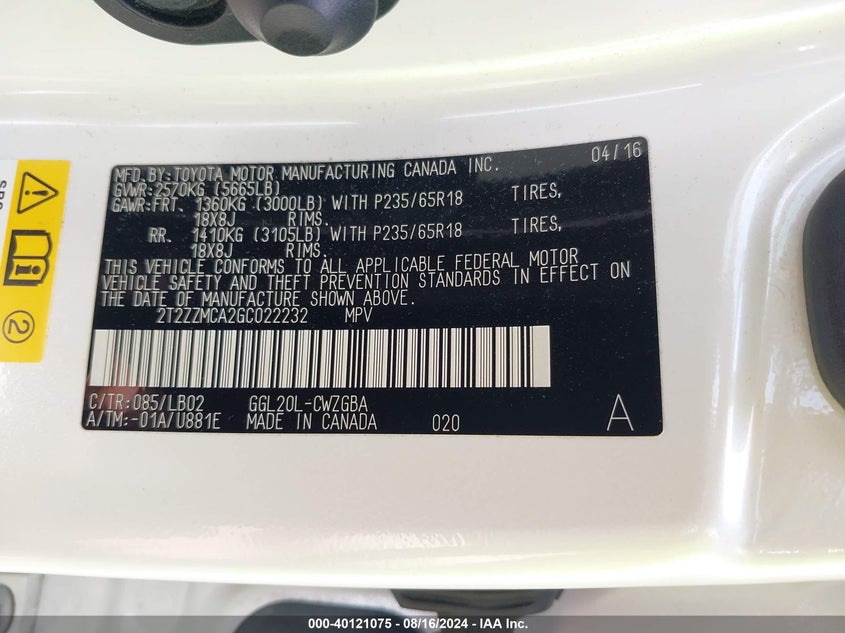 MFD.BY:TOYOTA MOTOR MANUFACTURING CANADA INC. 04/16
GVWR:2570KG (5665LB)
GAWR:FRT. 1360KG (3000LB) WITH P235/65R18 TIRES,
18X8J RIMS.
RR. 1410KG (3105LB) WITH P235/65R18 TIRES,
18X8J RIMS.
THIS VEHICLE CONFORMS TO ALL APPLICABLE FEDERAL MOTOR
VEHICLE SAFETY AND THEFT PREVENTION STANDARDS IN EFFECT ON
THE DATE OF MANUFACTURE SHOWN ABOVE.
2T2ZZMCA2GC022232 MPV
C/TR:085/LB02 GGL20L-CWZGBA
A/TM:-01A/U881E MADE IN CANADA 020 A
SRS
2
000-40121075 - 08/16/2024 - IAA Inc.